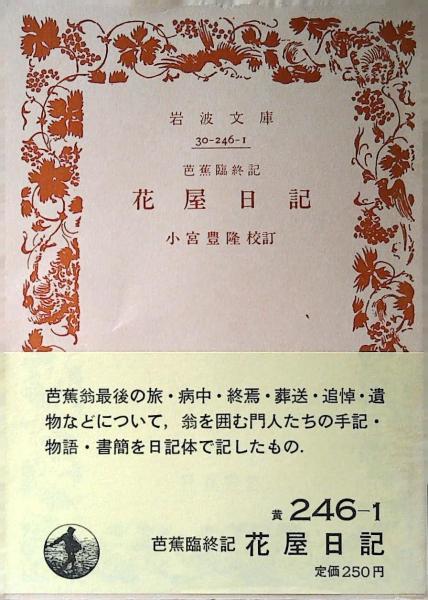 岩波文庫
30-246-1
芭蕉臨終記
花屋日記
小宮豊隆校訂
芭蕉翁最後の旅・病中・終焉・葬送・追悼・遺
物などについて，翁を囲む門人たちの手記・
物語・書簡を日記体で記したもの．
黄 246-1
芭蕉臨終記 花屋日記
定価250円